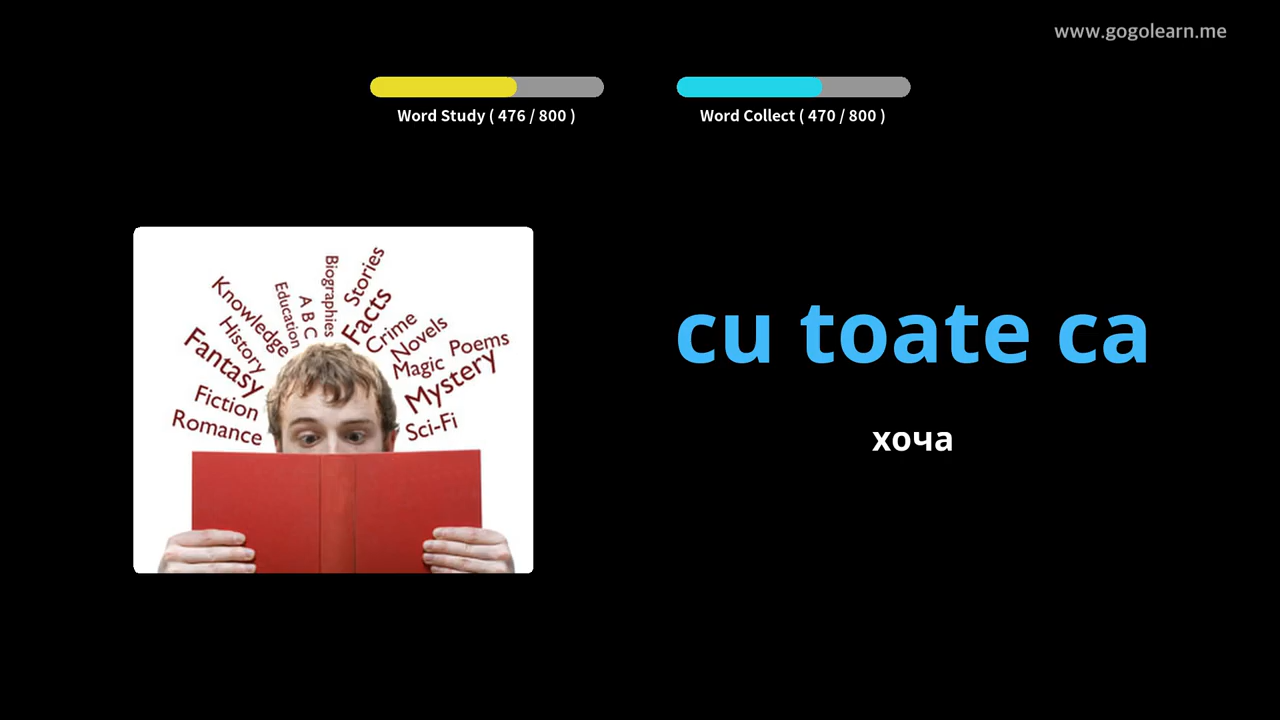 www.gogolearn.me
Word Study ( 476 / 800 )
Word Collect ( 470 / 800 )
Knowledge
History
Education
A B C
Biographies
Stories
Facts
Crime
Novels
Magic
Poems
Mystery
Fantasy
Fiction
Romance
Sci-Fi
cu toate ca
хоча